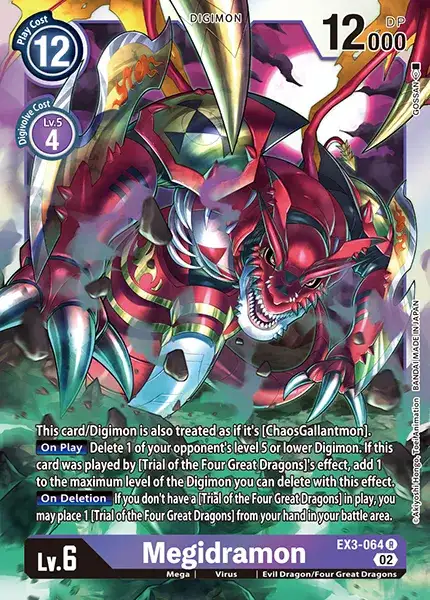 Play Cost
12
DIGIMON
12000
DP
Digivolve Cost
Lv.5
4
GOSSAN
BANDAI MADE IN JAPAN
©Akiyoshi Hongo, Toei Animation
This card/Digimon is also treated as if it's [ChaosGallantmon].
On Play Delete 1 of your opponent's level 5 or lower Digimon. If this
card was played by [Trial of the Four Great Dragons]'s effect, add 1
to the maximum level of the Digimon you can delete with this effect.
On Deletion If you don't have a [Trial of the Four Great Dragons] in play, you
may place 1 [Trial of the Four Great Dragons] from your hand in your battle area.
Lv.6
Megidramon
EX3-064 R
02
Mega Virus Evil Dragon/Four Great Dragons